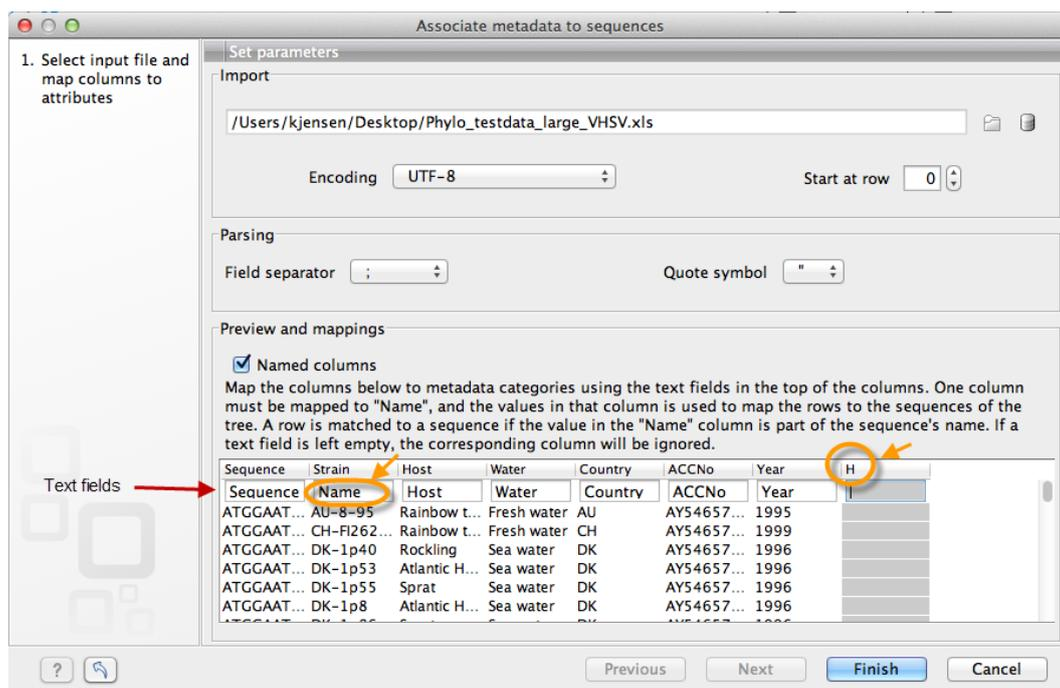 Associate metadata to sequences
1. Select input file and
map columns to
attributes
Set parameters
Import
/Users/kjensen/Desktop/Phylo_testdata_large_VHSV.xls
Encoding UTF-8 Start at row 0
Parsing
Field separator ; Quote symbol "
Preview and mappings
Named columns
Map the columns below to metadata categories using the text fields in the top of the columns. One column
must be mapped to "Name", and the values in that column is used to map the rows to the sequences of the
tree. A row is matched to a sequence if the value in the "Name" column is part of the sequence's name. If a
text field is left empty, the corresponding column will be ignored.
Sequence Strain Host Water Country ACCNo Year H
Text fields
Sequence Name Host Water Country ACCNo Year
ATGGAAT... AU-8-95 Rainbow t... Fresh water AU AY54657... 1995
ATGGAAT... CH-FI262... Rainbow t... Fresh water CH AY54657... 1999
ATGGAAT... DK-1p40 Rockling Sea water DK AY54657... 1996
ATGGAAT... DK-1p53 Atlantic H... Sea water DK AY54657... 1996
ATGGAAT... DK-1p55 Sprat Sea water DK AY54657... 1996
ATGGAAT... DK-1p8 Atlantic H... Sea water DK AY54657... 1996
? Previous Next Finish Cancel